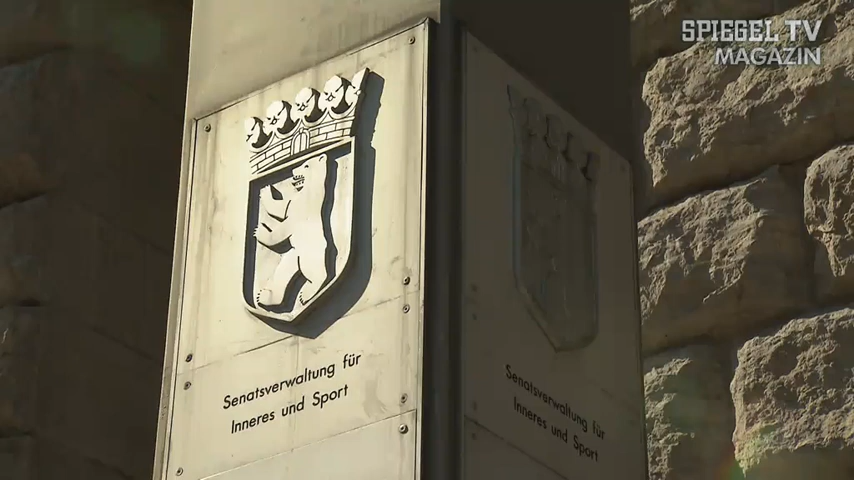 SPIEGEL TV
MAGAZIN
Senatsverwaltung für
Inneres und Sport
Senatsverwaltung für
Inneres und Sport